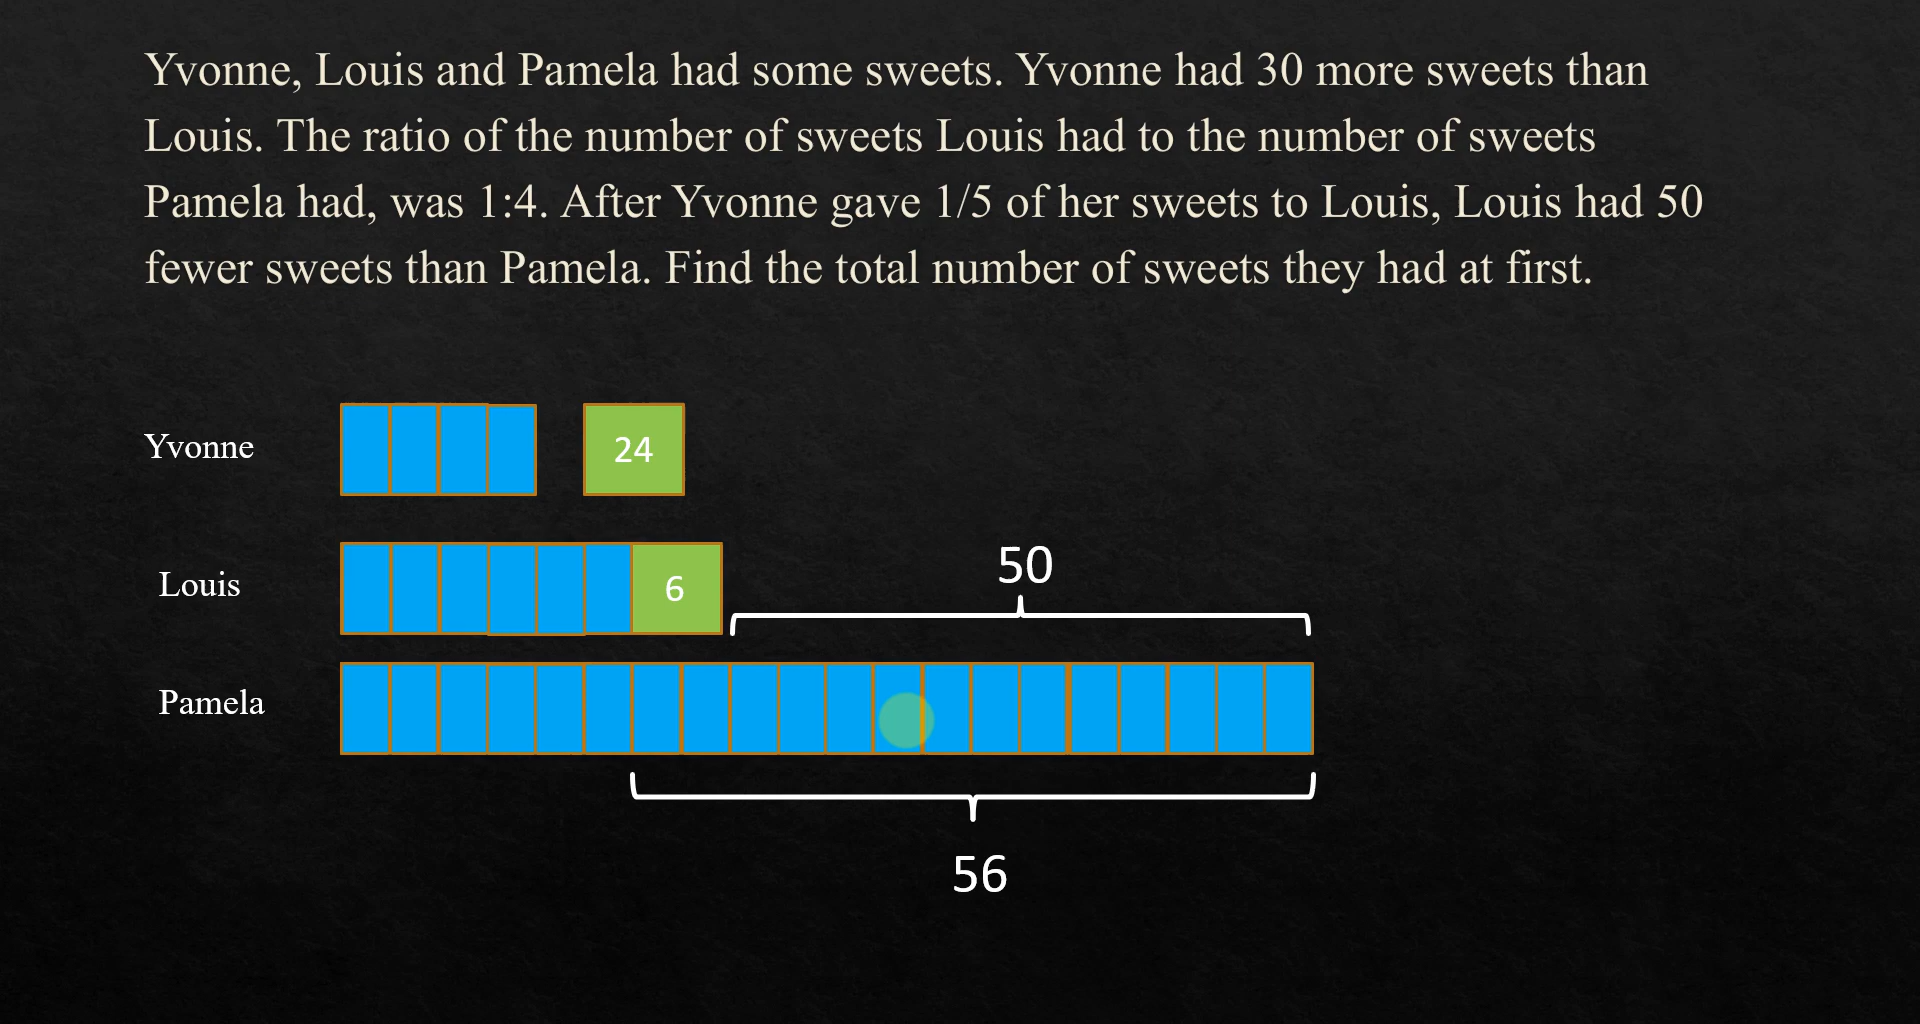 Yvonne, Louis and Pamela had some sweets. Yvonne had 30 more sweets than
Louis. The ratio of the number of sweets Louis had to the number of sweets
Pamela had, was 1:4. After Yvonne gave 1/5 of her sweets to Louis, Louis had 50
fewer sweets than Pamela. Find the total number of sweets they had at first.
Yvonne
24
50
Louis
6
Pamela
56